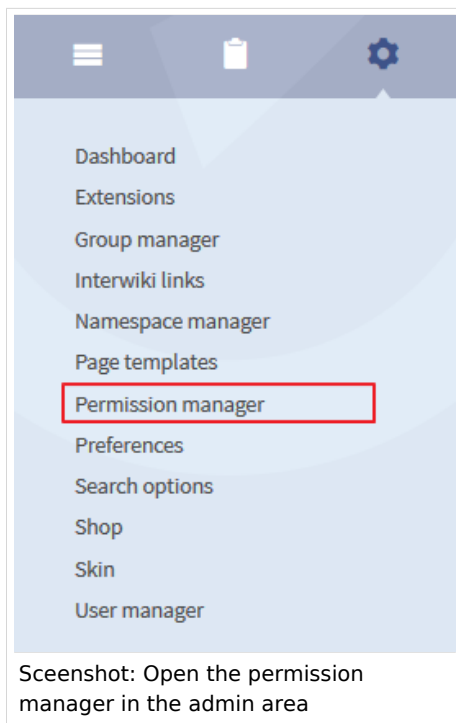 Dashboard
Extensions
Group manager
Interwiki links
Namespace manager
Page templates
Permission manager
Preferences
Search options
Shop
Skin
User manager
Sceenshot: Open the permission
manager in the admin area